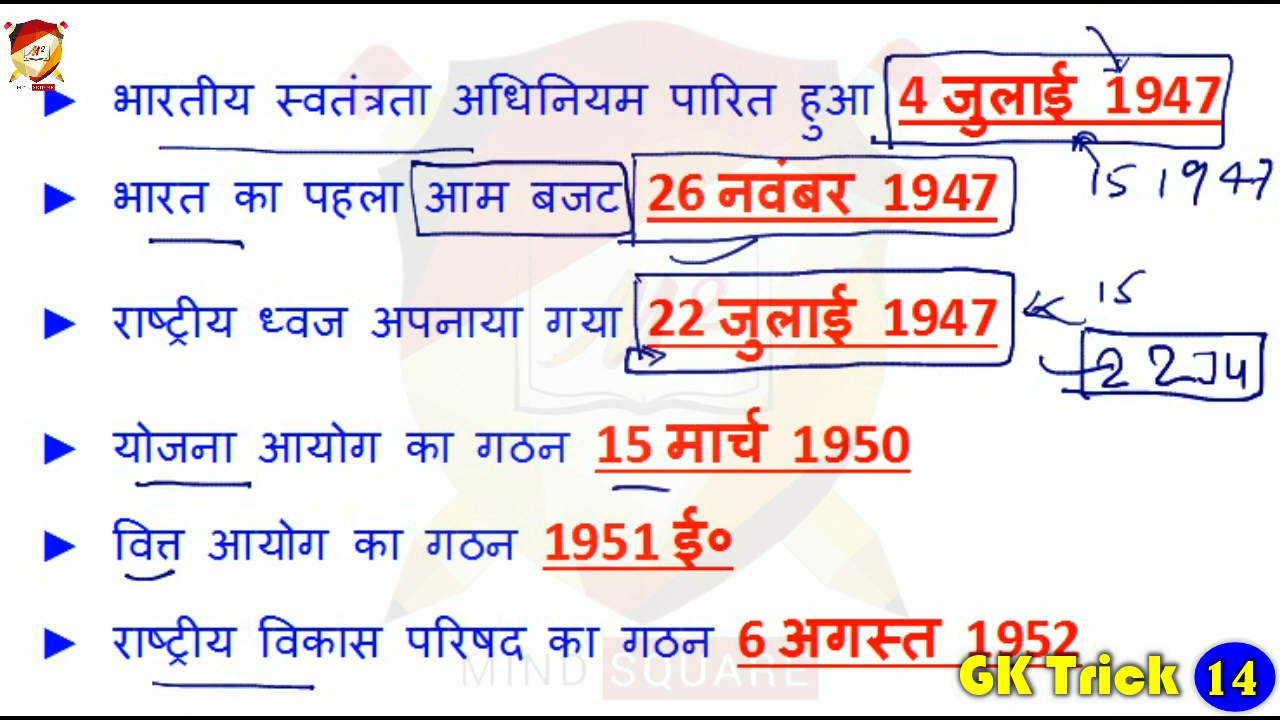 भारतीय स्वतंत्रता अधिनियम पारित हुआ 4 जुलाई 1947
15 1947
भारत का पहला आम बजट 26 नवंबर 1947
राष्ट्रीय ध्वज अपनाया गया 22 जुलाई 1947
15
योजना आयोग का गठन 15 मार्च 1950
वित्त आयोग का गठन 1951 ई०
राष्ट्रीय विकास परिषद का गठन 6 अगस्त 1952
MIND SQUARE
GK Trick 14